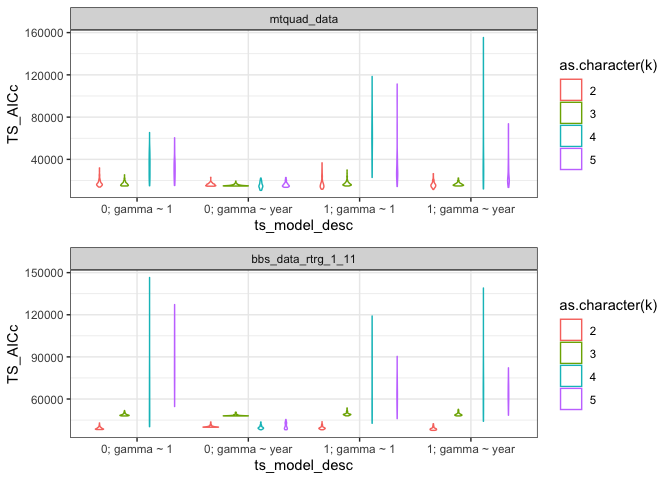 mtquad_data
160000
120000
80000
40000
TS_AICc
0; gamma ~ 1
0; gamma ~ year
1; gamma ~ 1
1; gamma ~ year
ts_model_desc
as.character(k)
2
3
4
5
bbs_data_rtrg_1_11
150000
120000
90000
60000
TS_AICc
0; gamma ~ 1
0; gamma ~ year
1; gamma ~ 1
1; gamma ~ year
ts_model_desc
as.character(k)
2
3
4
5